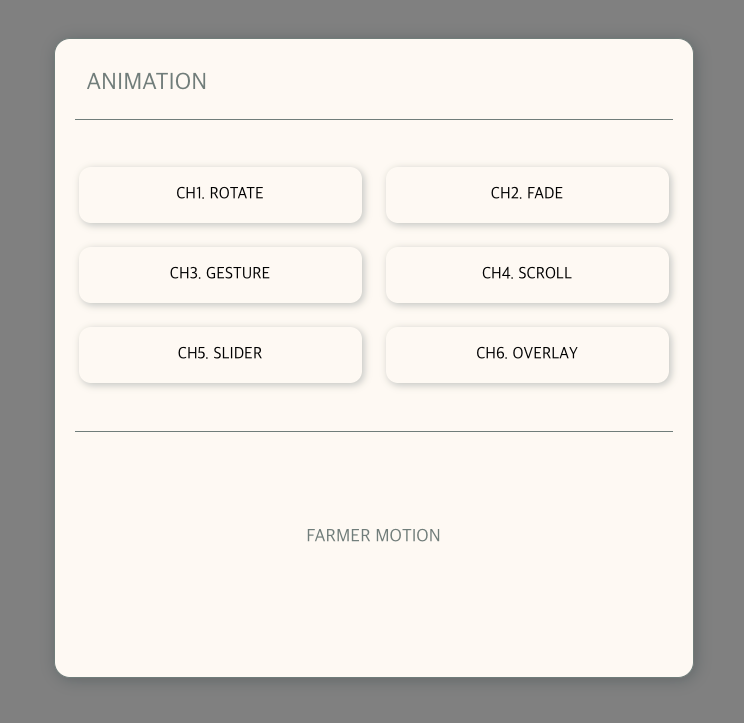 ANIMATION
CH1. ROTATE
CH2. FADE
CH3. GESTURE
CH4. SCROLL
CH5. SLIDER
CH6. OVERLAY
FARMER MOTION